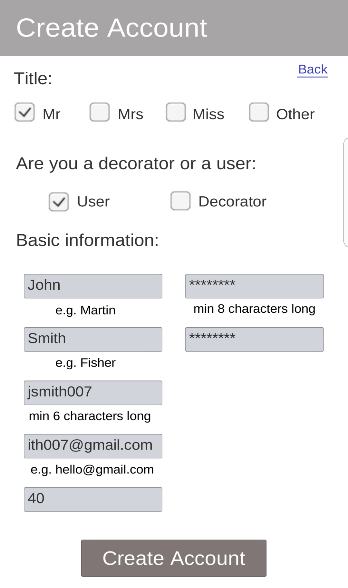 Create Account
Back
Title:
Mr Mrs Miss Other
Are you a decorator or a user:
User Decorator
Basic information:
John ********
e.g. Martin min 8 characters long
Smith ********
e.g. Fisher
jsmith007
min 6 characters long
ith007@gmail.com
e.g. hello@gmail.com
40
Create Account